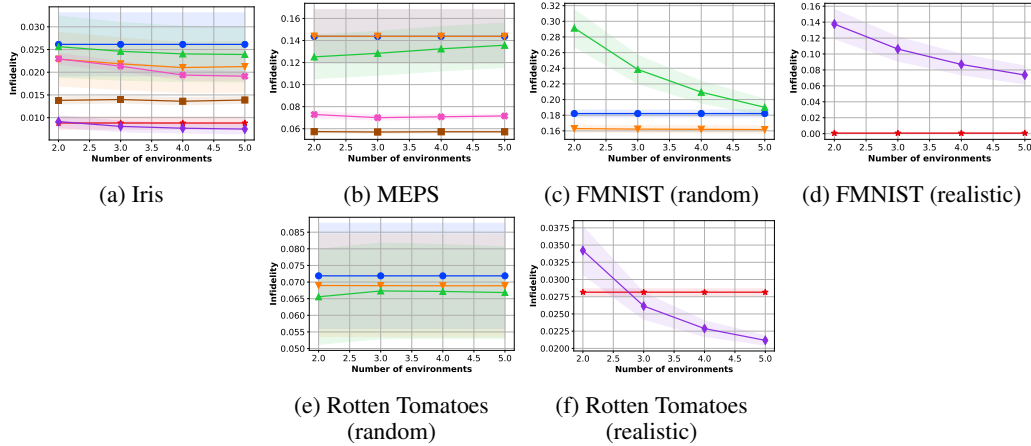 0.030
0.025
0.020
0.015
0.010
Infidelity
2.0 2.5 3.0 3.5 4.0 4.5 5.0
Number of environments
(a) Iris
0.16
0.14
0.12
0.10
0.08
0.06
Infidelity
2.0 2.5 3.0 3.5 4.0 4.5 5.0
Number of environments
(b) MEPS
0.32
0.28
0.24
0.20
0.18
0.16
Infidelity
2.0 2.5 3.0 3.5 4.0 4.5 5.0
Number of environments
(c) FMNIST (random)
0.16
0.14
0.12
0.10
0.08
0.06
0.04
0.02
0.00
Infidelity
2.0 2.5 3.0 3.5 4.0 4.5 5.0
Number of environments
(d) FMNIST (realistic)
0.085
0.080
0.075
0.070
0.065
0.060
0.055
0.050
Infidelity
2.0 2.5 3.0 3.5 4.0 4.5 5.0
Number of environments
(e) Rotten Tomatoes
(random)
0.0375
0.0350
0.0325
0.0300
0.0275
0.0250
0.0225
0.0200
Infidelity
2.0 2.5 3.0 3.5 4.0 4.5 5.0
Number of environments
(f) Rotten Tomatoes
(realistic)